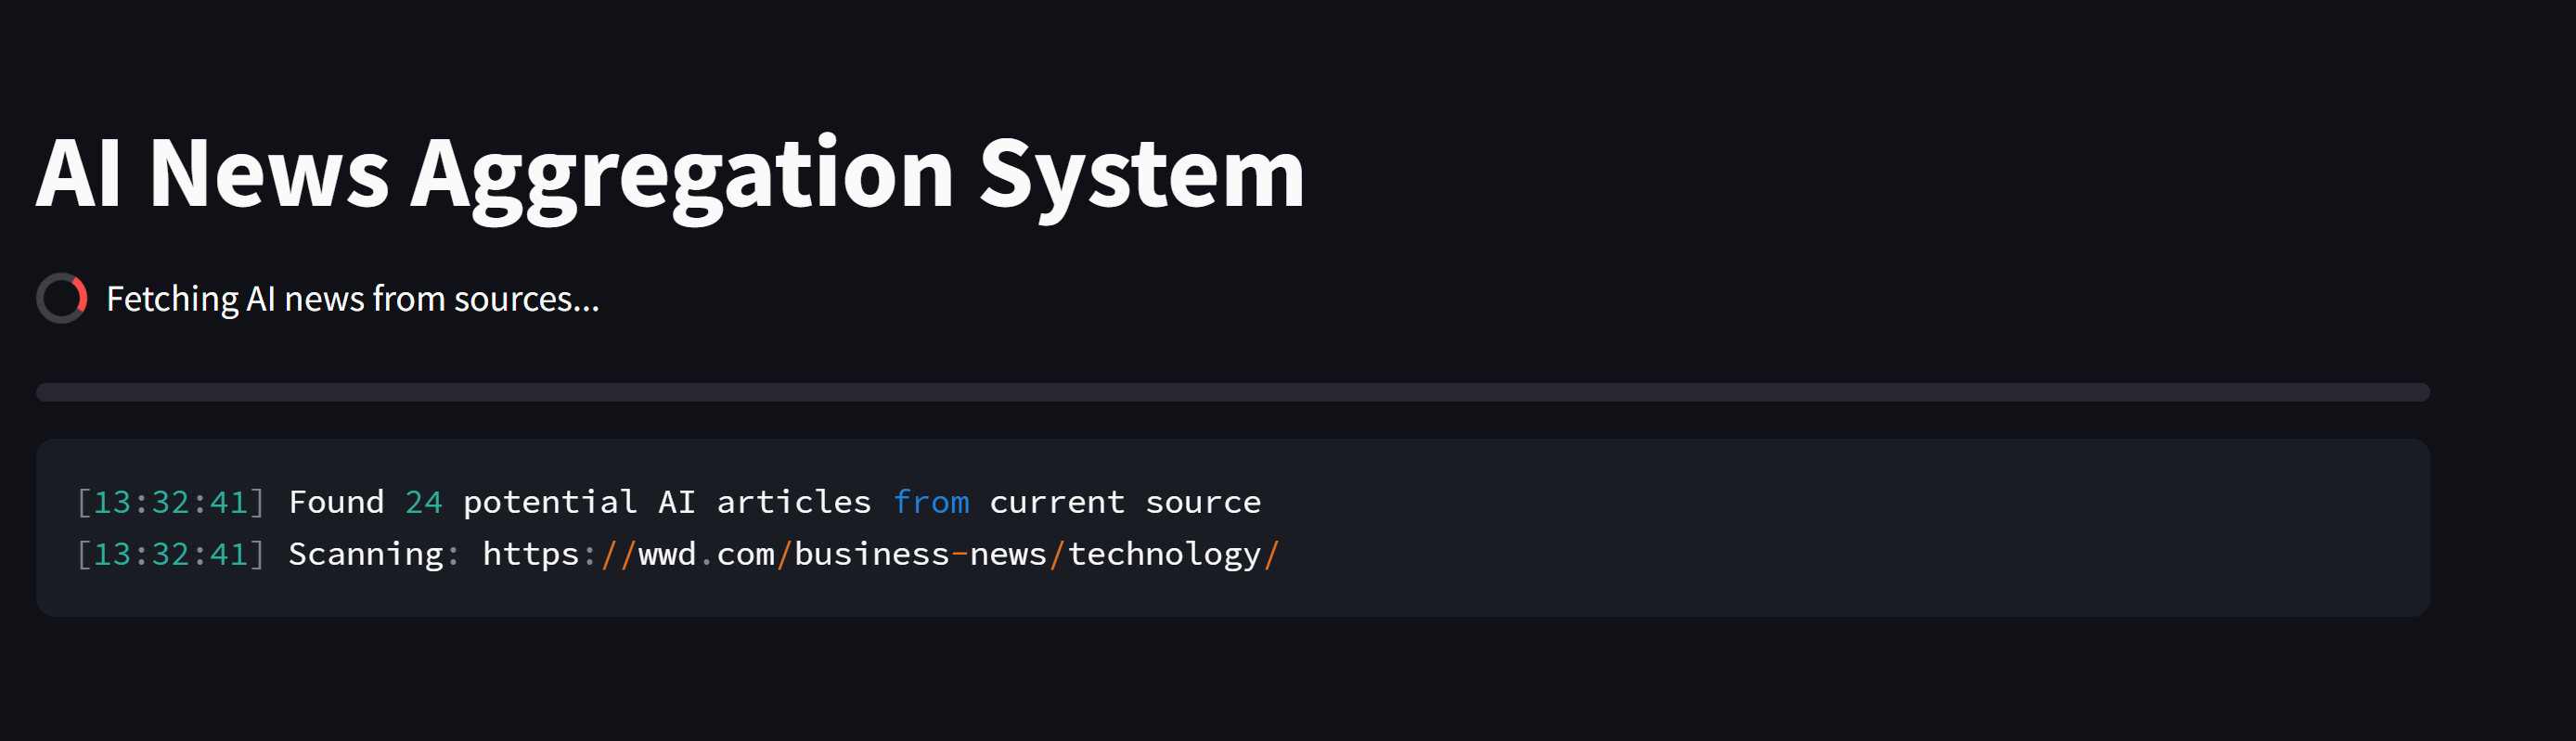 AI News Aggregation System
Fetching AI news from sources...
[13:32:41] Found 24 potential AI articles from current source
[13:32:41] Scanning: https://wwd.com/business-news/technology/